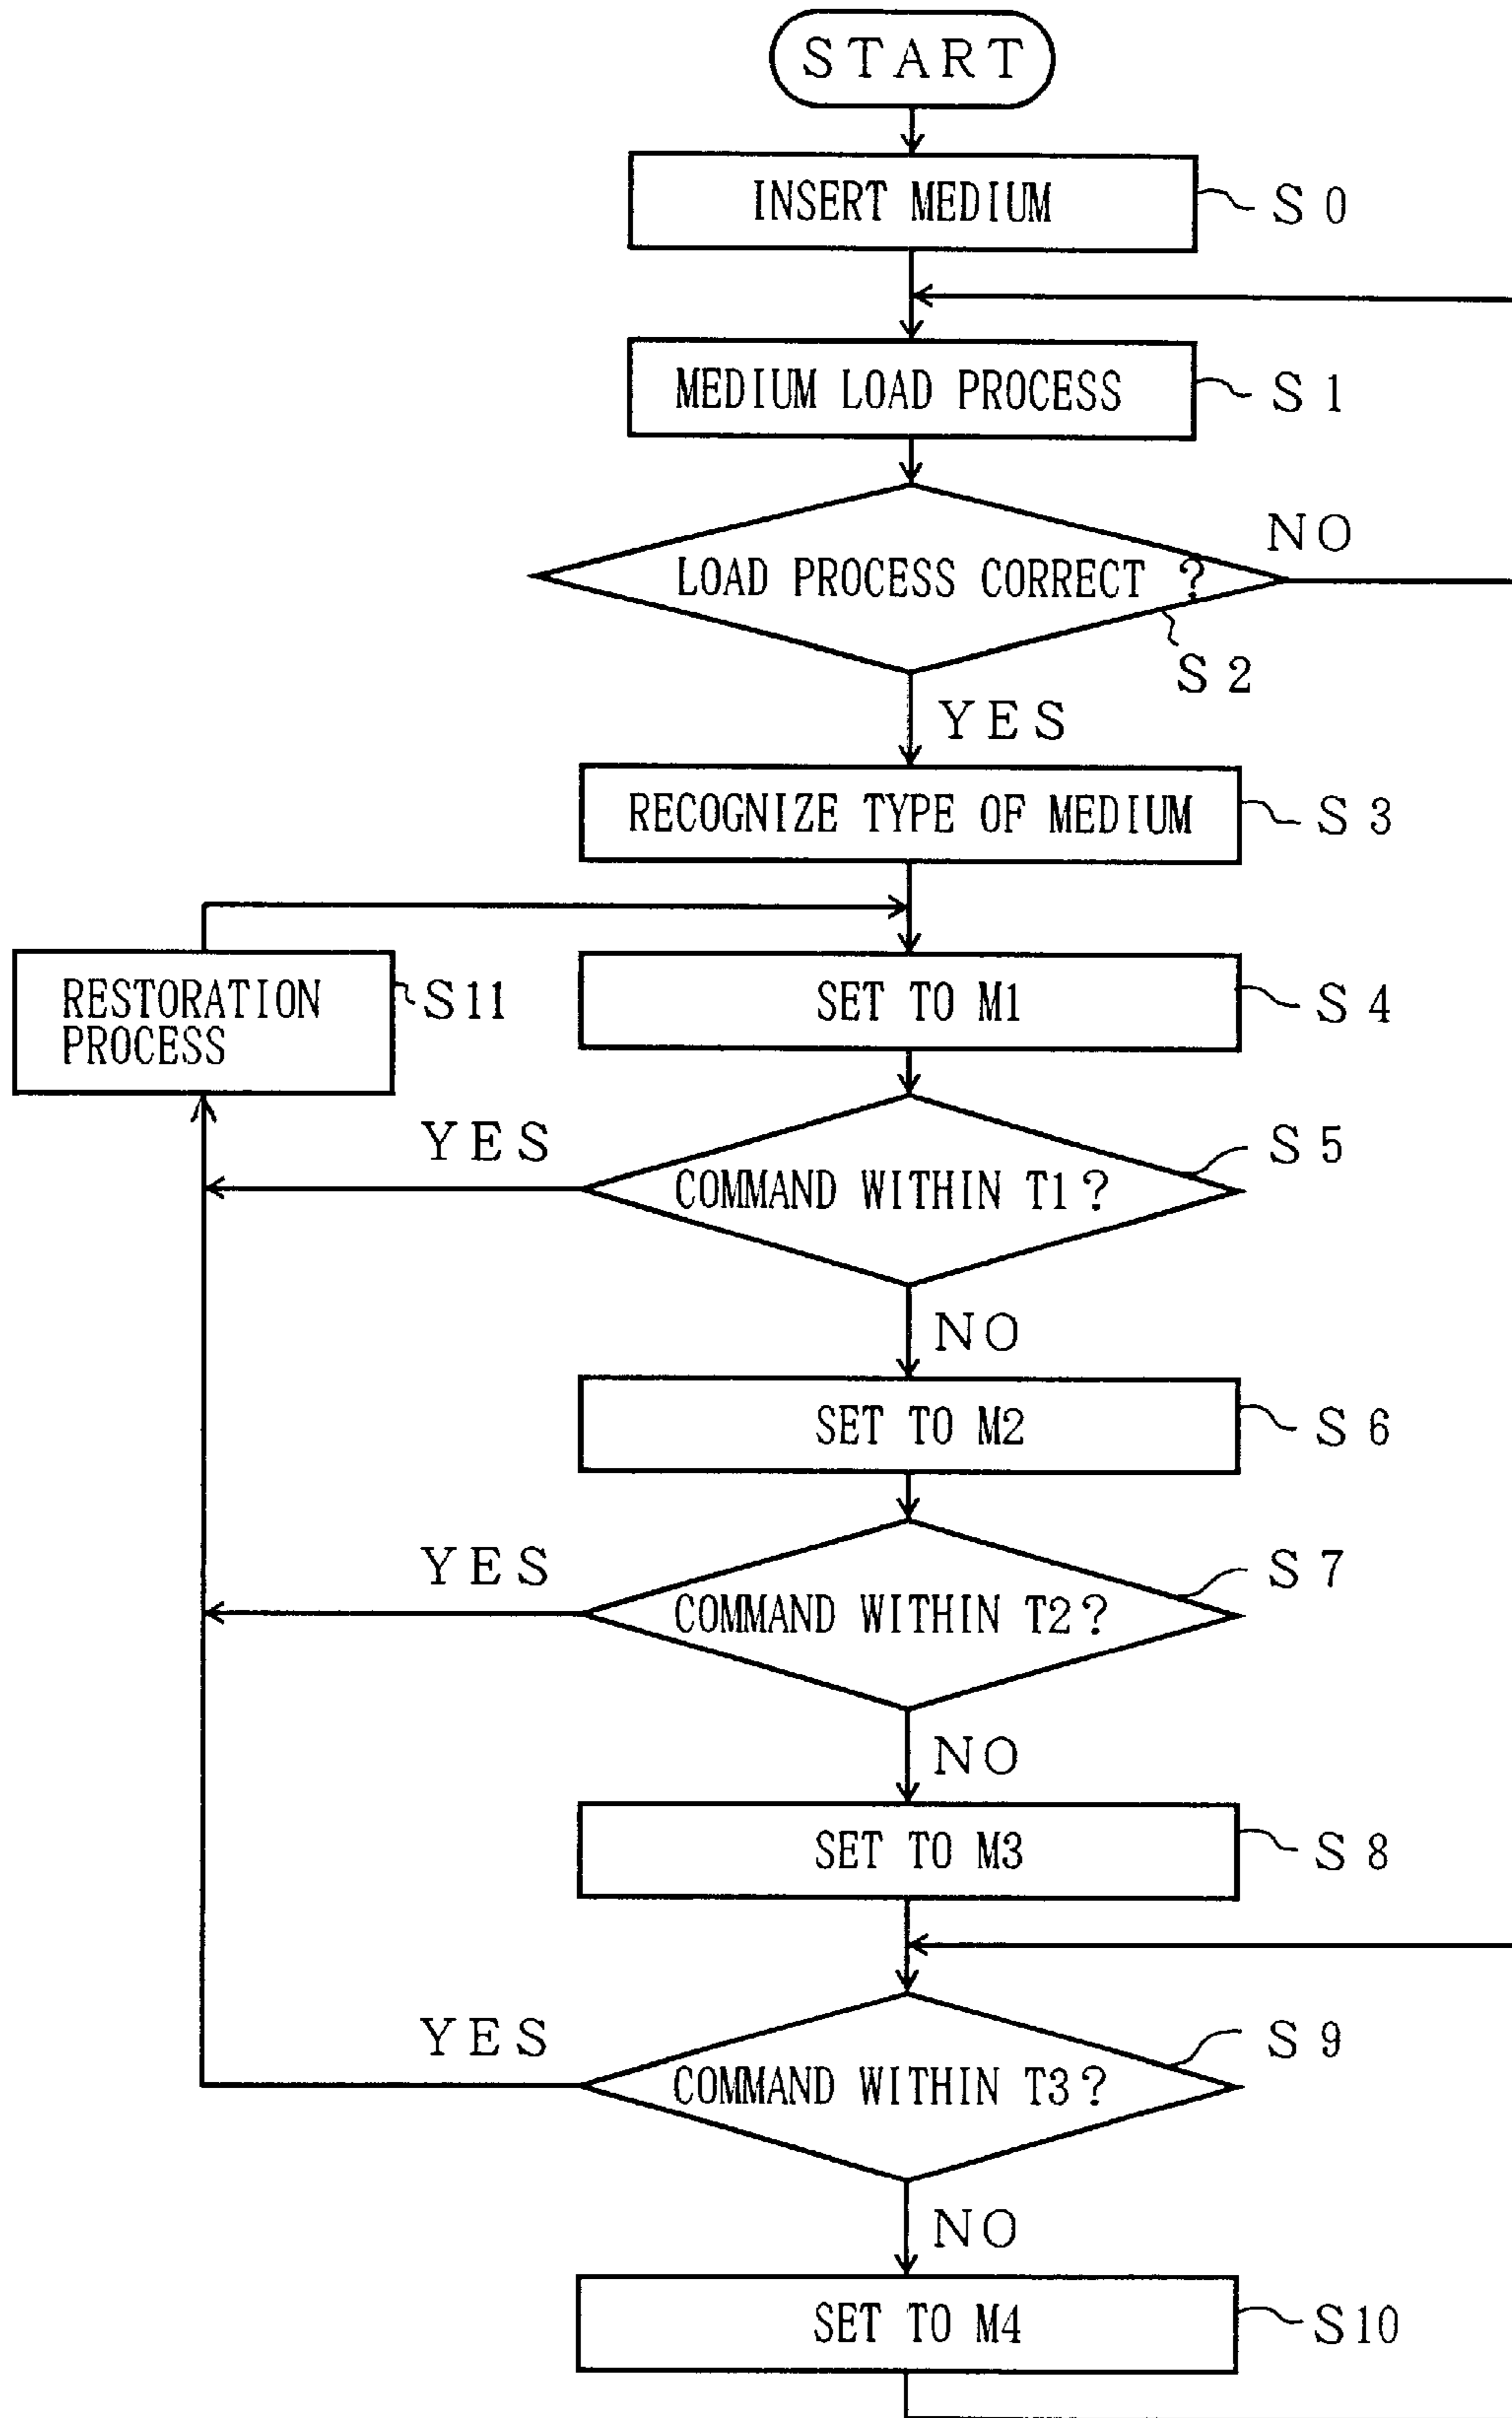 START
INSERT MEDIUM
S0
MEDIUM LOAD PROCESS
S1
NO
LOAD PROCESS CORRECT ?
S2
YES
RECOGNIZE TYPE OF MEDIUM
S3
RESTORATION
PROCESS
S11
SET TO M1
S4
YES
COMMAND WITHIN T1?
S5
NO
SET TO M2
S6
YES
COMMAND WITHIN T2?
S7
NO
SET TO M3
S8
YES
COMMAND WITHIN T3?
S9
NO
SET TO M4
S10